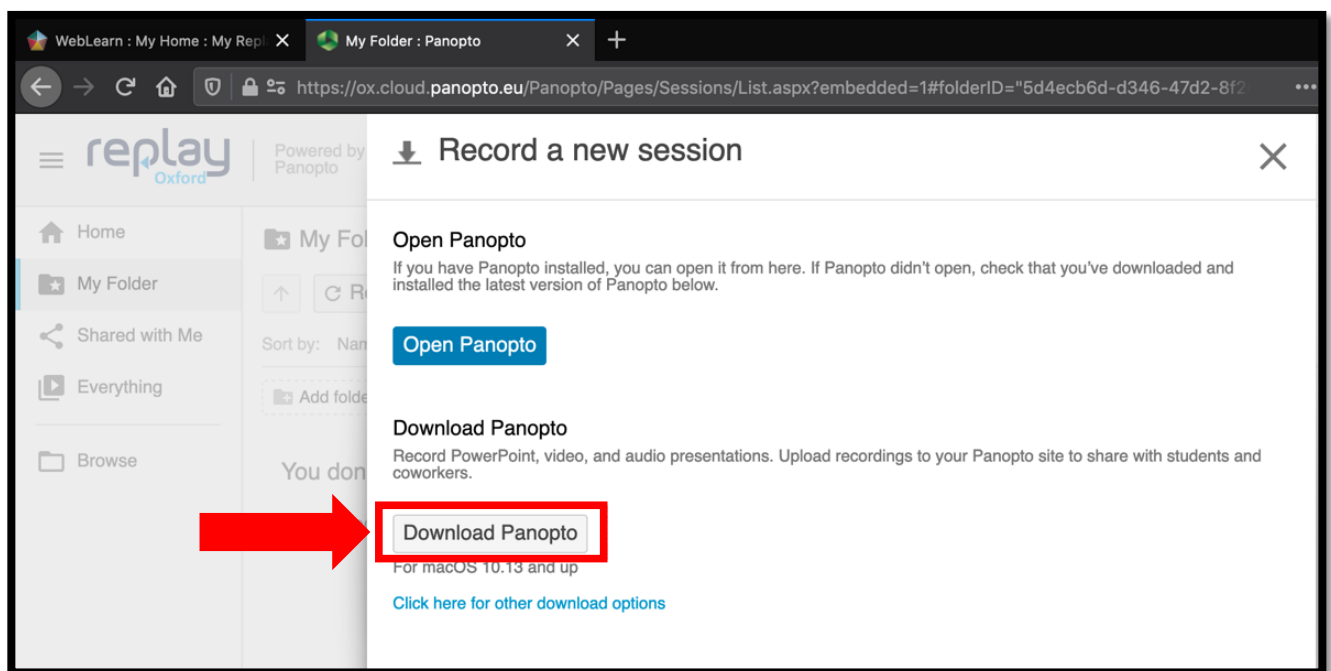 WebLearn : My Home : My Repl
My Folder : Panopto
https://ox.cloud.panopto.eu/Panopto/Pages/Sessions/List.aspx?embedded=1#folderID="5d4ecb6d-d346-47d2-8f2
replay
Oxford
Powered by
Panopto
Record a new session
Home
My Folder
Shared with Me
Everything
Browse
My Fol
Sort by: Nam
Add folde
You don
Open Panopto
If you have Panopto installed, you can open it from here. If Panopto didn't open, check that you've downloaded and
installed the latest version of Panopto below.
Open Panopto
Download Panopto
Record PowerPoint, video, and audio presentations. Upload recordings to your Panopto site to share with students and
coworkers.
Download Panopto
For macOS 10.13 and up
Click here for other download options